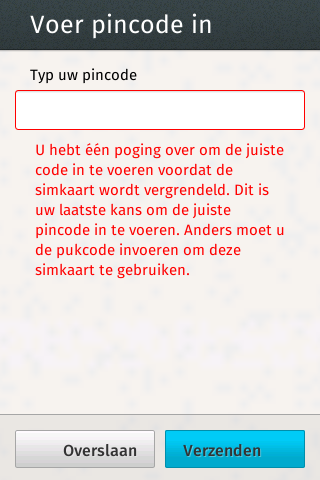 Voer pincode in
Typ uw pincode
U hebt één poging over om de juiste
code in te voeren voordat de
simkaart wordt vergrendeld. Dit is
uw laatste kans om de juiste
pincode in te voeren. Anders moet u
de pukcode invoeren om deze
simkaart te gebruiken.
Overslaan
Verzenden